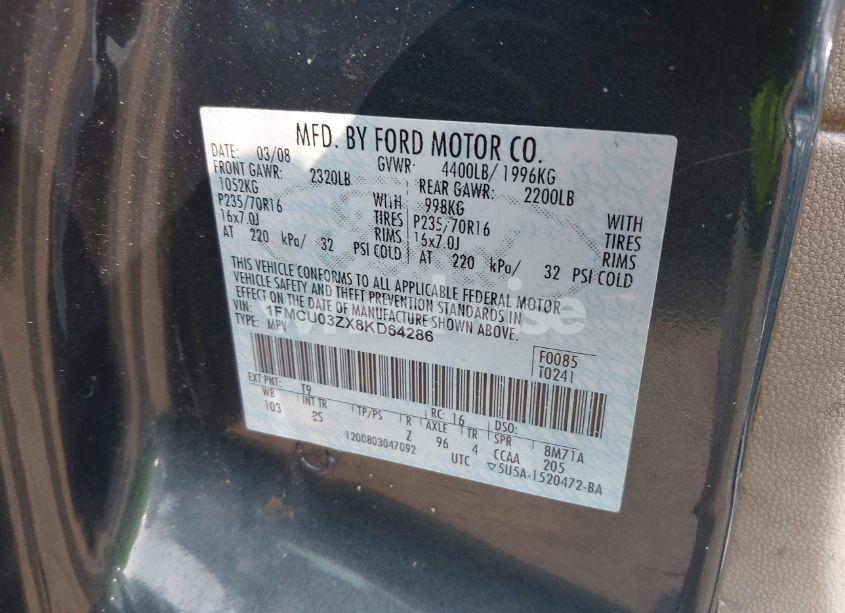 MFD. BY FORD MOTOR CO.
DATE: 03/08 GVWR: 4400LB/ 1996KG
FRONT GAWR: 2320LB REAR GAWR: 2200LB
1052KG WITH 998KG WITH
P235/70R16 TIRES P235/70R16 TIRES
16x7.0J RIMS 16x7.0J RIMS
AT 220 kPa/ 32 PSI COLD AT 220 kPa/ 32 PSI COLD
THIS VEHICLE CONFORMS TO ALL APPLICABLE FEDERAL MOTOR
VEHICLE SAFETY AND THEFT PREVENTION STANDARDS IN
EFFECT ON THE DATE OF MANUFACTURE SHOWN ABOVE.
VIN: 1FMCU03ZX8KD64286
TYPE: MPV
F0085
T0241
EXT PNT: T9 RC: 16 DSO:
WB INT TR TP/PS R AXLE TR SPR 8M71A
103 25 Z 96 4 CCAA 205
1200803047092 UTC ▽5U5A-1520472-BA